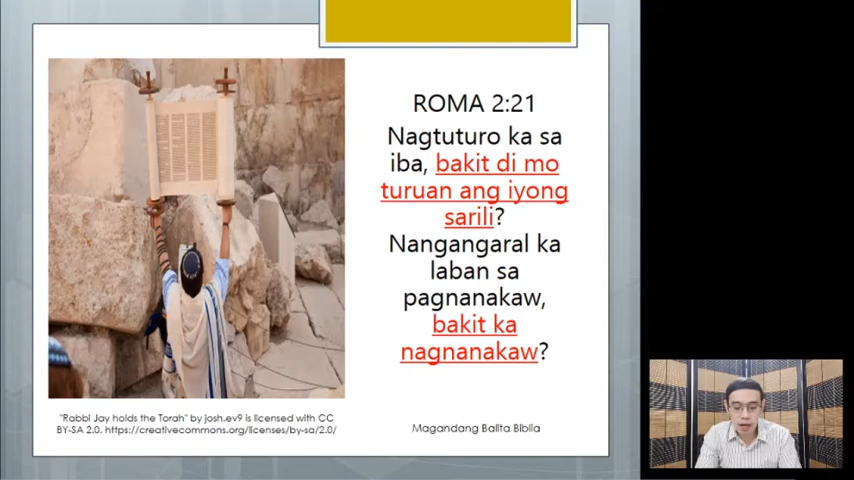 ROMA 2:21
Nagtuturo ka sa
iba, bakit di mo
turuan ang iyong
sarili?
Nangangaral ka
laban sa
pagnanakaw,
bakit ka
nagnanakaw?
"Rabbi Jay holds the Torah" by josh.ev9 is licensed with CC
BY-SA 2.0. https://creativecommons.org/licenses/by-sa/2.0/
Magandang Balita Biblia